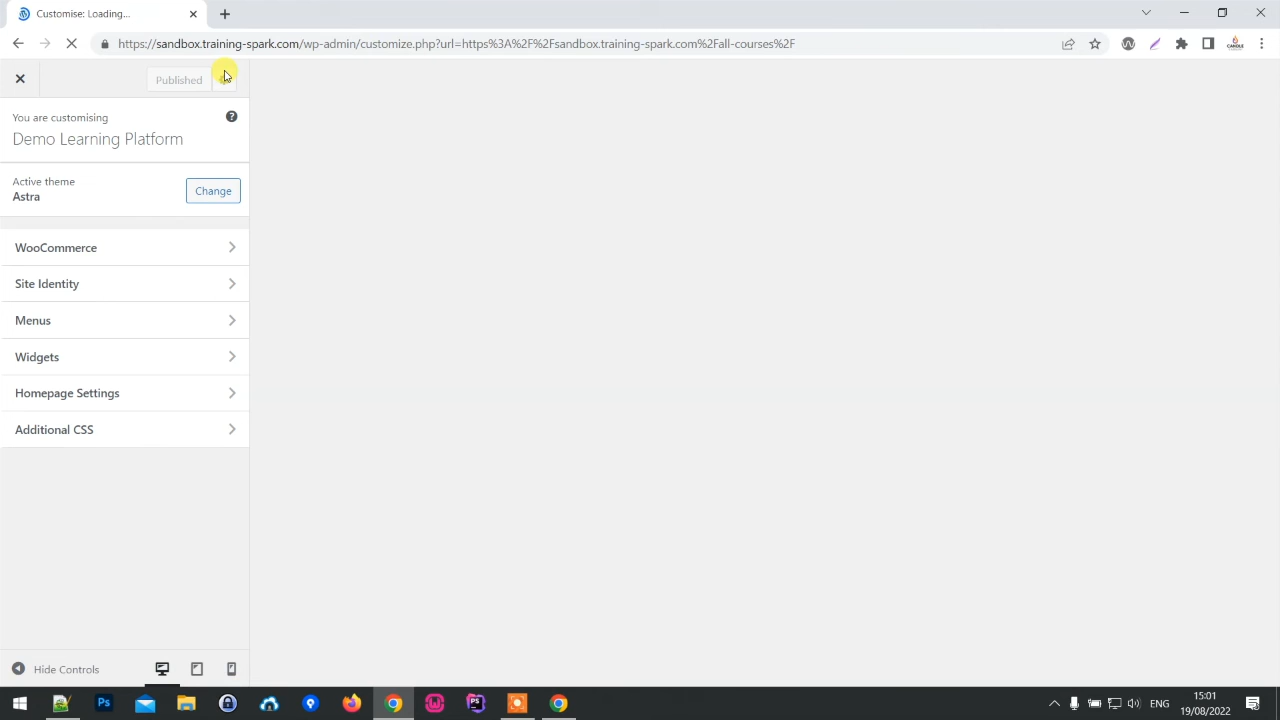 Customise: Loading...
https://sandbox.training-spark.com/wp-admin/customize.php?url=https%3A%2F%2Fsandbox.training-spark.com%2Fall-courses%2F
Published
You are customising
Demo Learning Platform
Active theme
Astra
Change
WooCommerce
Site Identity
Menus
Widgets
Homepage Settings
Additional CSS
Hide Controls
Ps
PS
ENG
15:01
19/08/2022